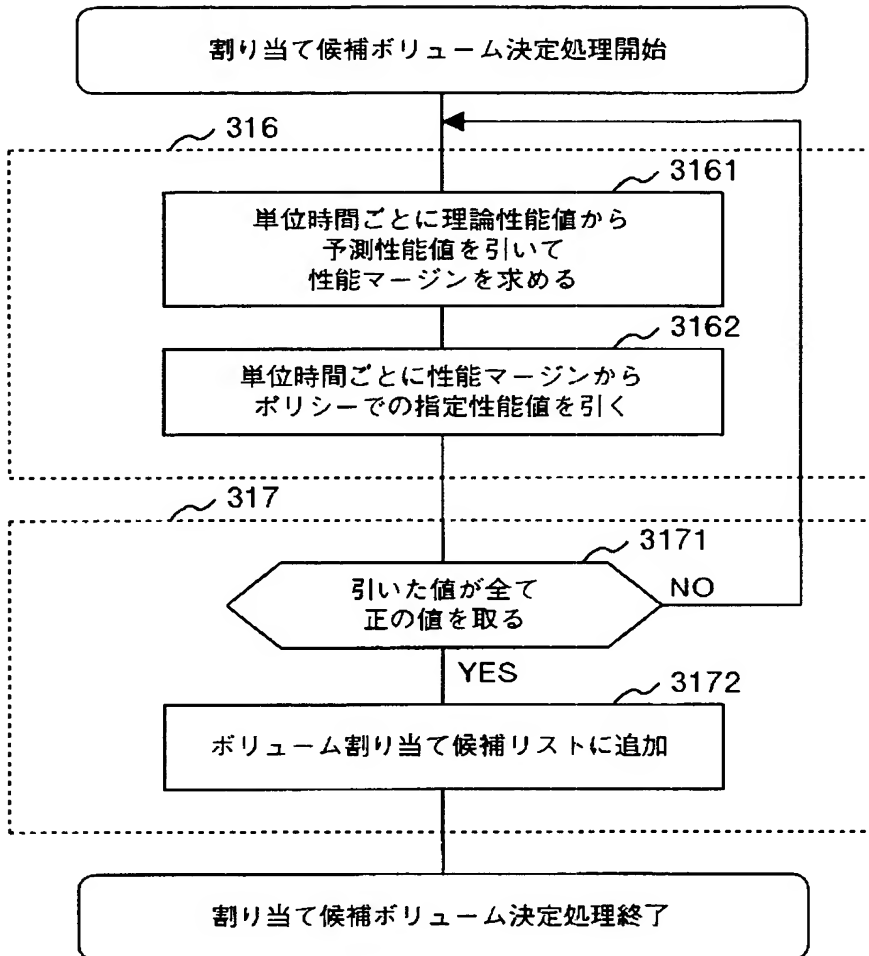 割り当て候補ボリューム決定処理開始
316
3161
単位時間ごとに理論性能値から
予測性能値を引いて
性能マージンを求める
3162
単位時間ごとに性能マージンから
ポリシーでの指定性能値を引く
317
3171
引いた値が全て
正の値を取る
NO
YES
3172
ボリューム割り当て候補リストに追加
割り当て候補ボリューム決定処理終了